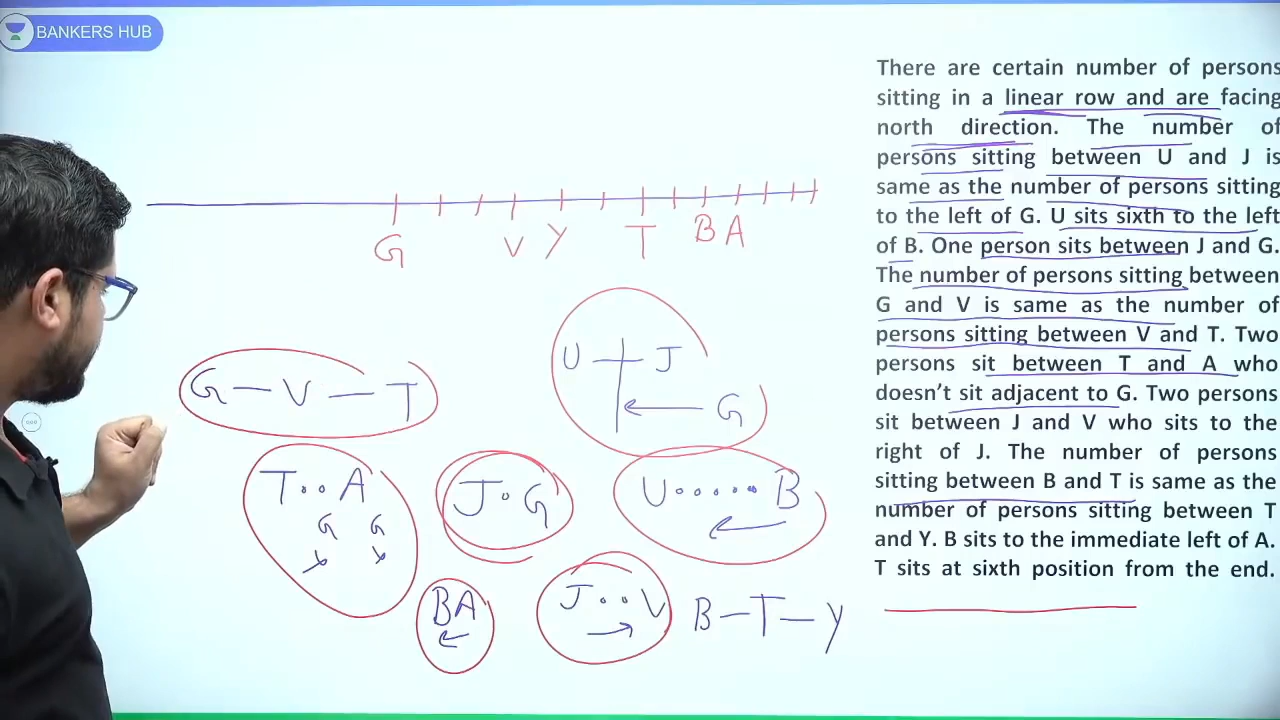 BANKERS HUB
There are certain number of persons
sitting in a linear row and are facing
north direction. The number of
persons sitting between U and J is
same as the number of persons sitting
to the left of G. U sits sixth to the left
of B. One person sits between J and G.
The number of persons sitting between
G and V is same as the number of
persons sitting between V and T. Two
persons sit between T and A who
doesn't sit adjacent to G. Two persons
sit between J and V who sits to the
right of J. The number of persons
sitting between B and T is same as the
number of persons sitting between T
and Y. B sits to the immediate left of A.
T sits at sixth position from the end.
G V Y T B A
U J
G
G — V — T
T . . A
G G
J . G
U . . . . . B
BA
J . . V
B — T — Y